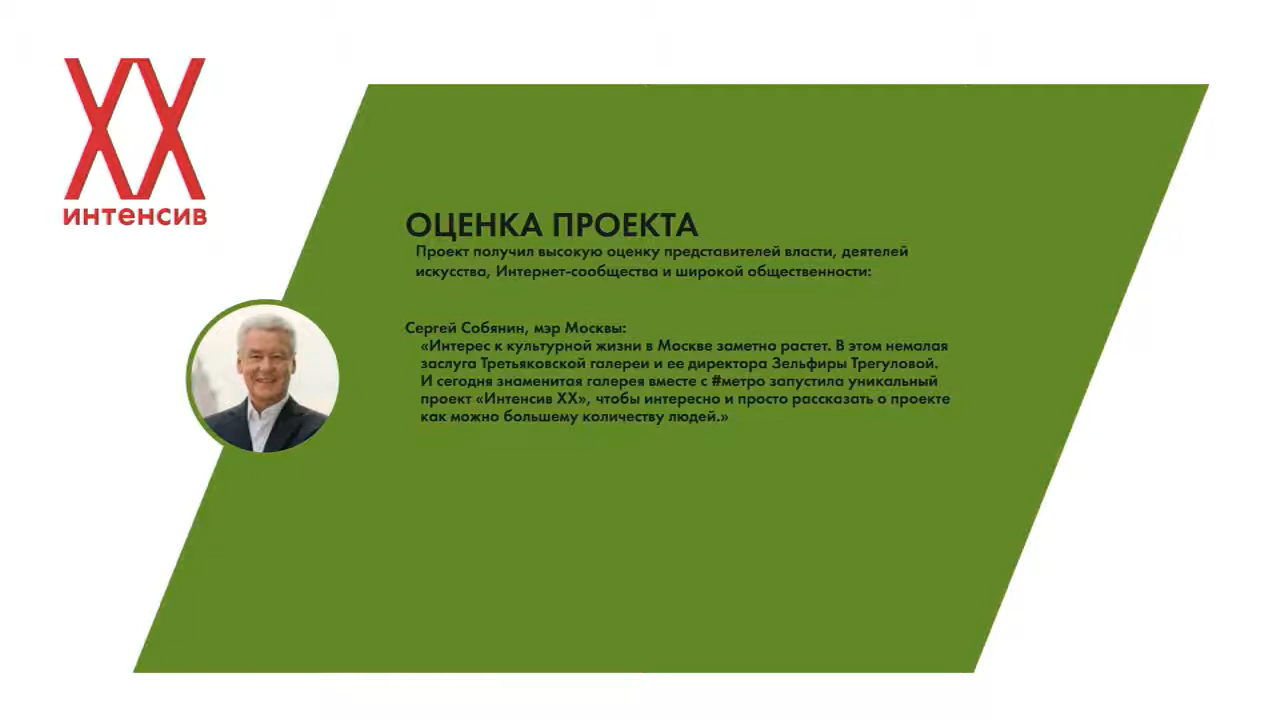 XX
интенсив
ОЦЕНКА ПРОЕКТА
Проект получил высокую оценку представителей власти, деятелей
искусства, Интернет-сообщества и широкой общественности:
Сергей Собянин, мэр Москвы:
«Интерес к культурной жизни в Москве заметно растет. В этом немалая
заслуга Третьяковской галереи и ее директора Зельфиры Трегуловой.
И сегодня знаменитая галерея вместе с #метро запустила уникальный
проект «Интенсив ХХ», чтобы интересно и просто рассказать о проекте
как можно большему количеству людей.»